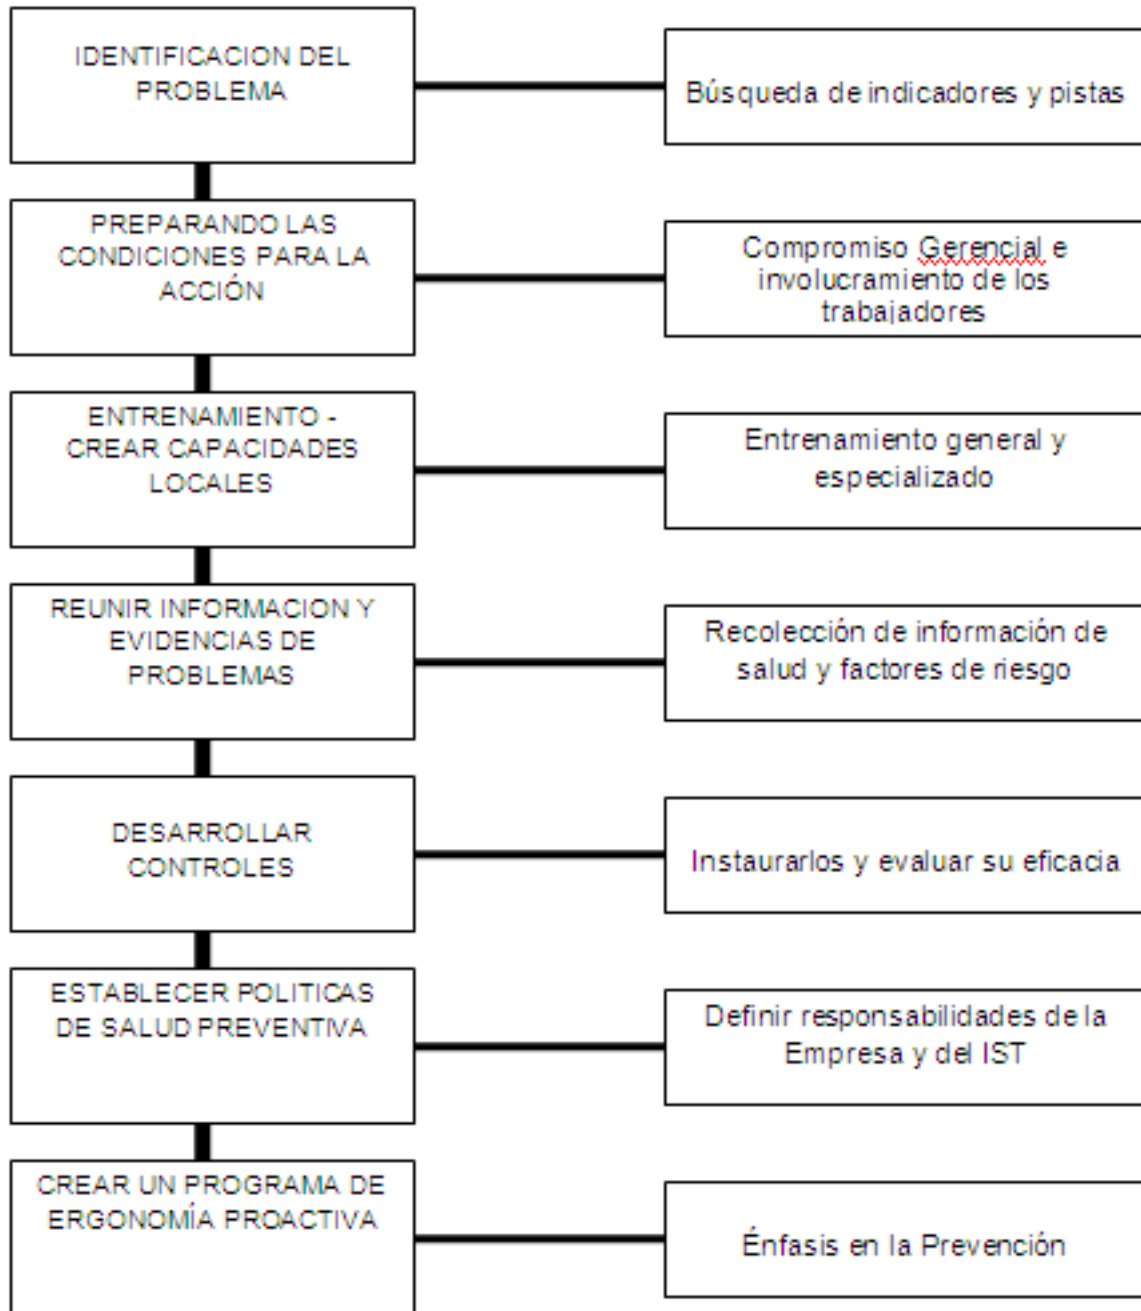 IDENTIFICACION DEL
PROBLEMA
Búsqueda de indicadores y pistas
PREPARANDO LAS
CONDICIONES PARA LA
ACCIÓN
Compromiso Gerencial e
involucramiento de los
trabajadores
ENTRENAMIENTO -
CREAR CAPACIDADES
LOCALES
Entrenamiento general y
especializado
REUNIR INFORMACION Y
EVIDENCIAS DE
PROBLEMAS
Recolección de información de
salud y factores de riesgo
DESARROLLAR
CONTROLES
Instaurarlos y evaluar su eficacia
ESTABLECER POLITICAS
DE SALUD PREVENTIVA
Definir responsabilidades de la
Empresa y del IST
CREAR UN PROGRAMA DE
ERGONOMÍA PROACTIVA
Énfasis en la Prevención